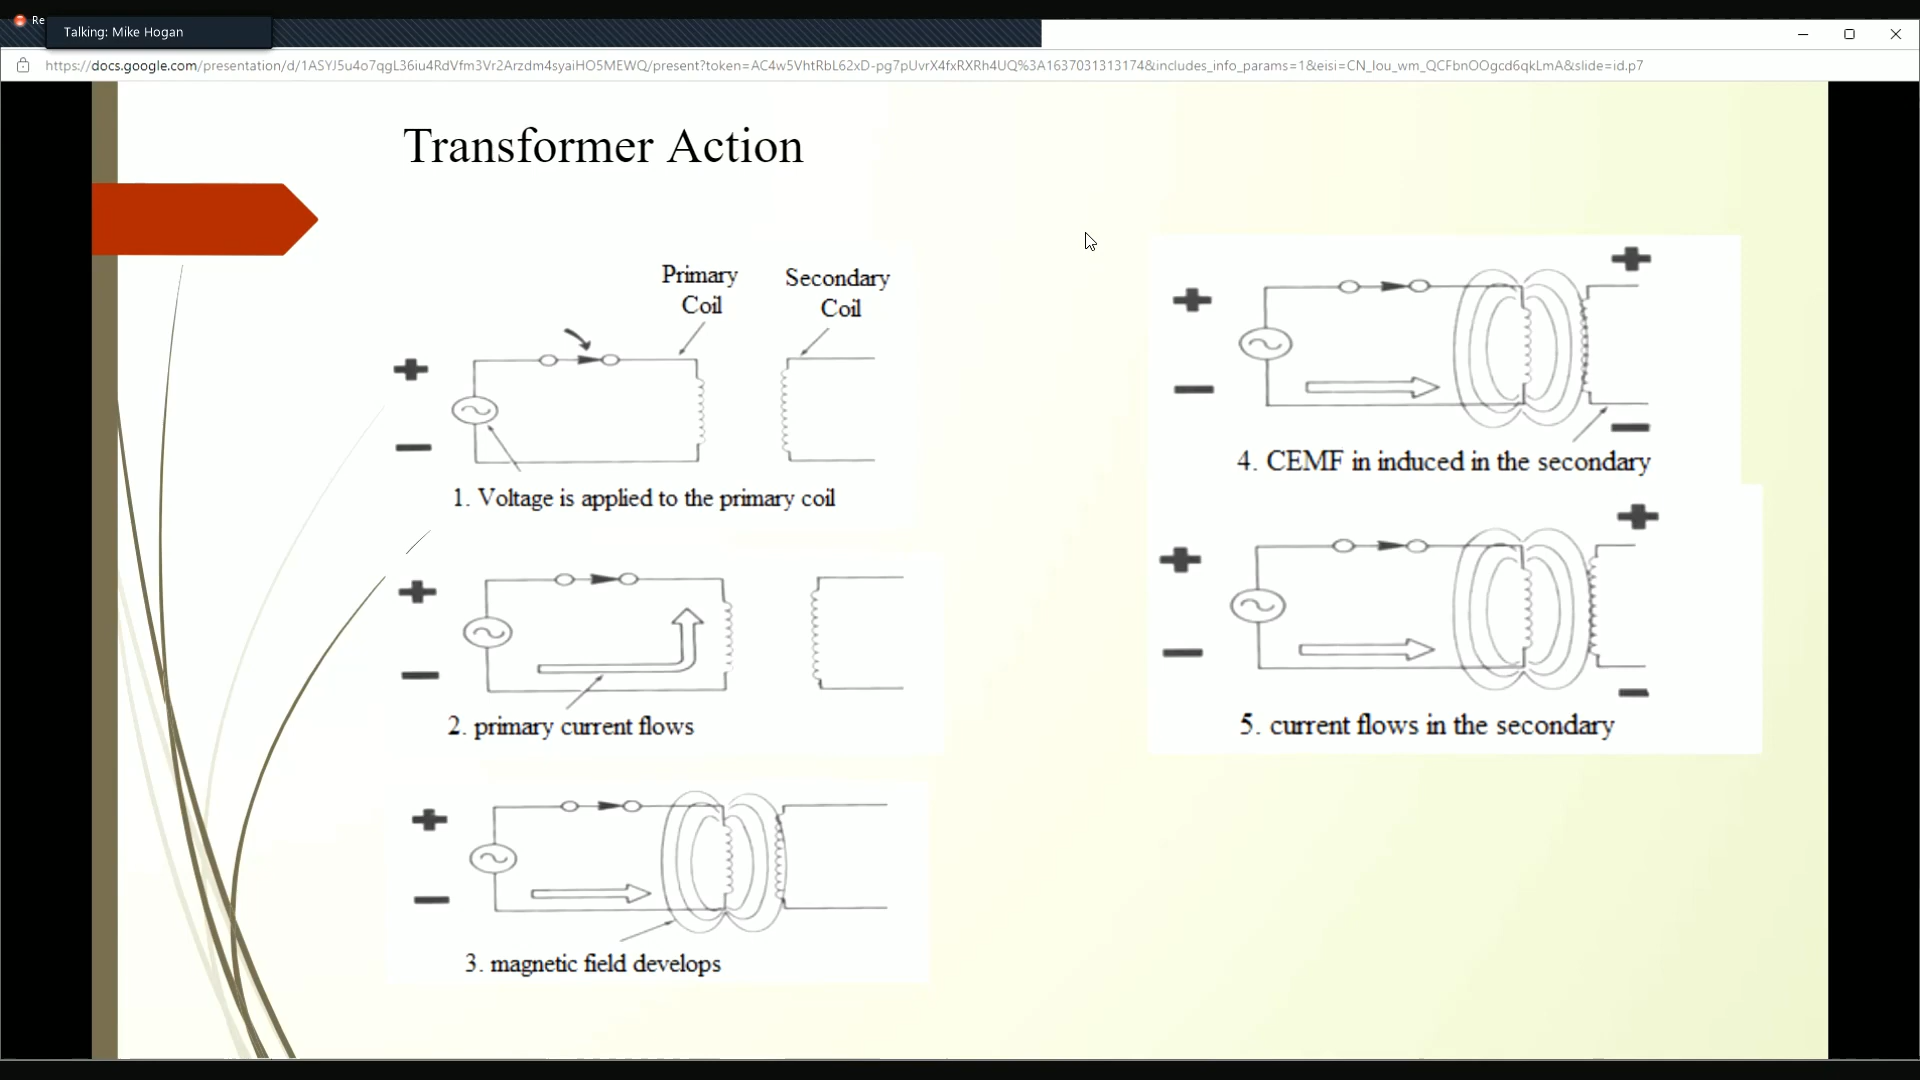 Re
Talking: Mike Hogan
https://docs.google.com/presentation/d/1ASYJ5u4o7qgL36iu4RdVfm3Vr2Arzdm4syaiHO5MEWQ/present?token=AC4w5VhtRbL62xD-pg7pUvrX4fxRXRh4UQ%3A1637031313174&includes_info_params=1&eisi=CN_lou_wm_QCFbnOOgcd6qkLmA&slide=id.p7
Transformer Action
Primary
Coil
Secondary
Coil
1. Voltage is applied to the primary coil
2. primary current flows
3. magnetic field develops
4. CEMF in induced in the secondary
5. current flows in the secondary